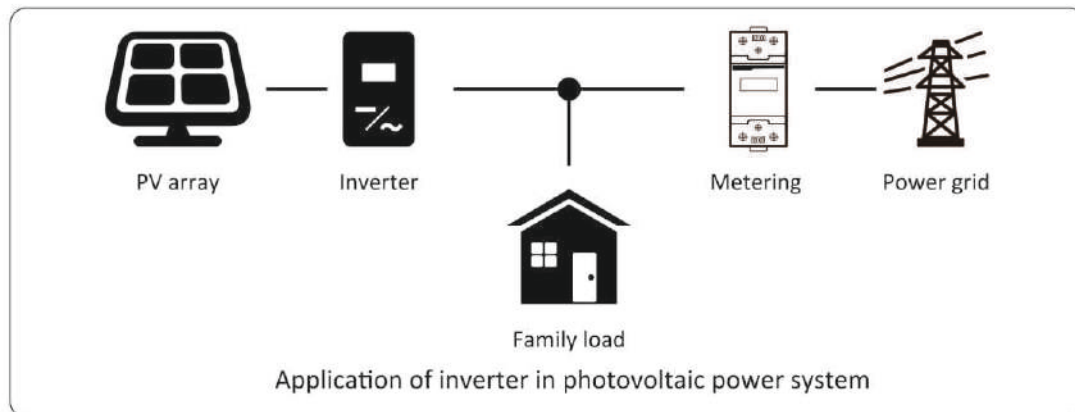 PV array
Inverter
Metering
Power grid
Family load
Application of inverter in photovoltaic power system